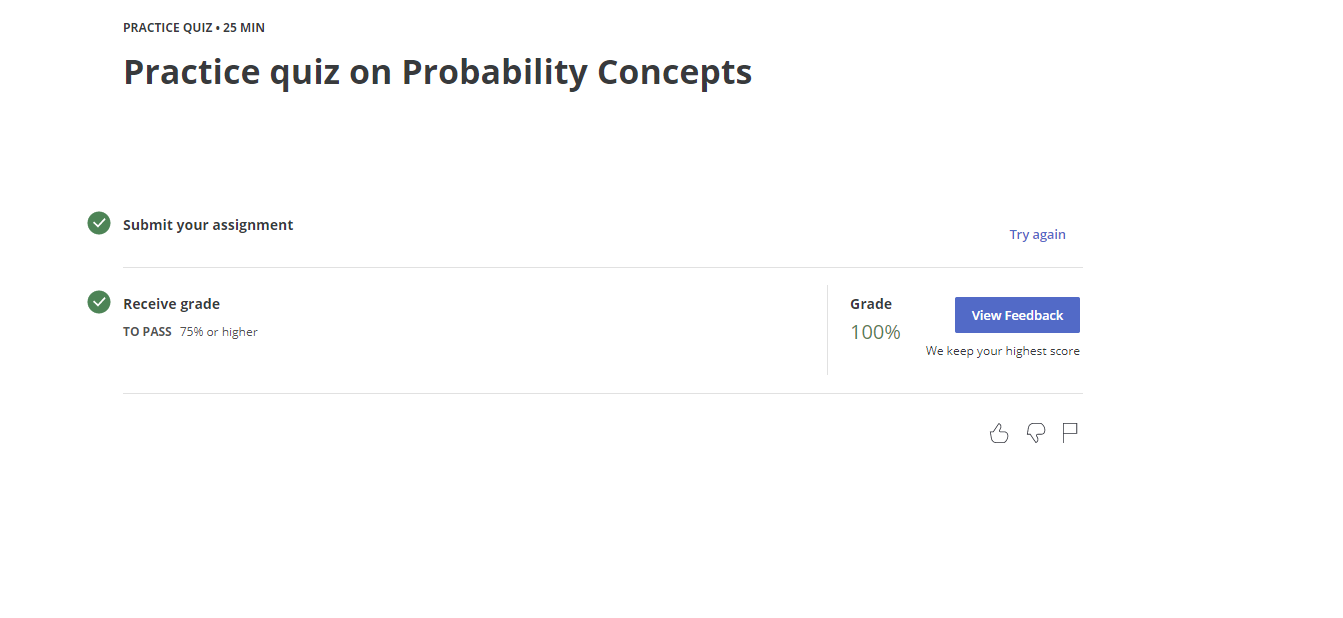 PRACTICE QUIZ • 25 MIN
Practice quiz on Probability Concepts
Submit your assignment
Try again
Receive grade
TO PASS 75% or higher
Grade
100%
View Feedback
We keep your highest score